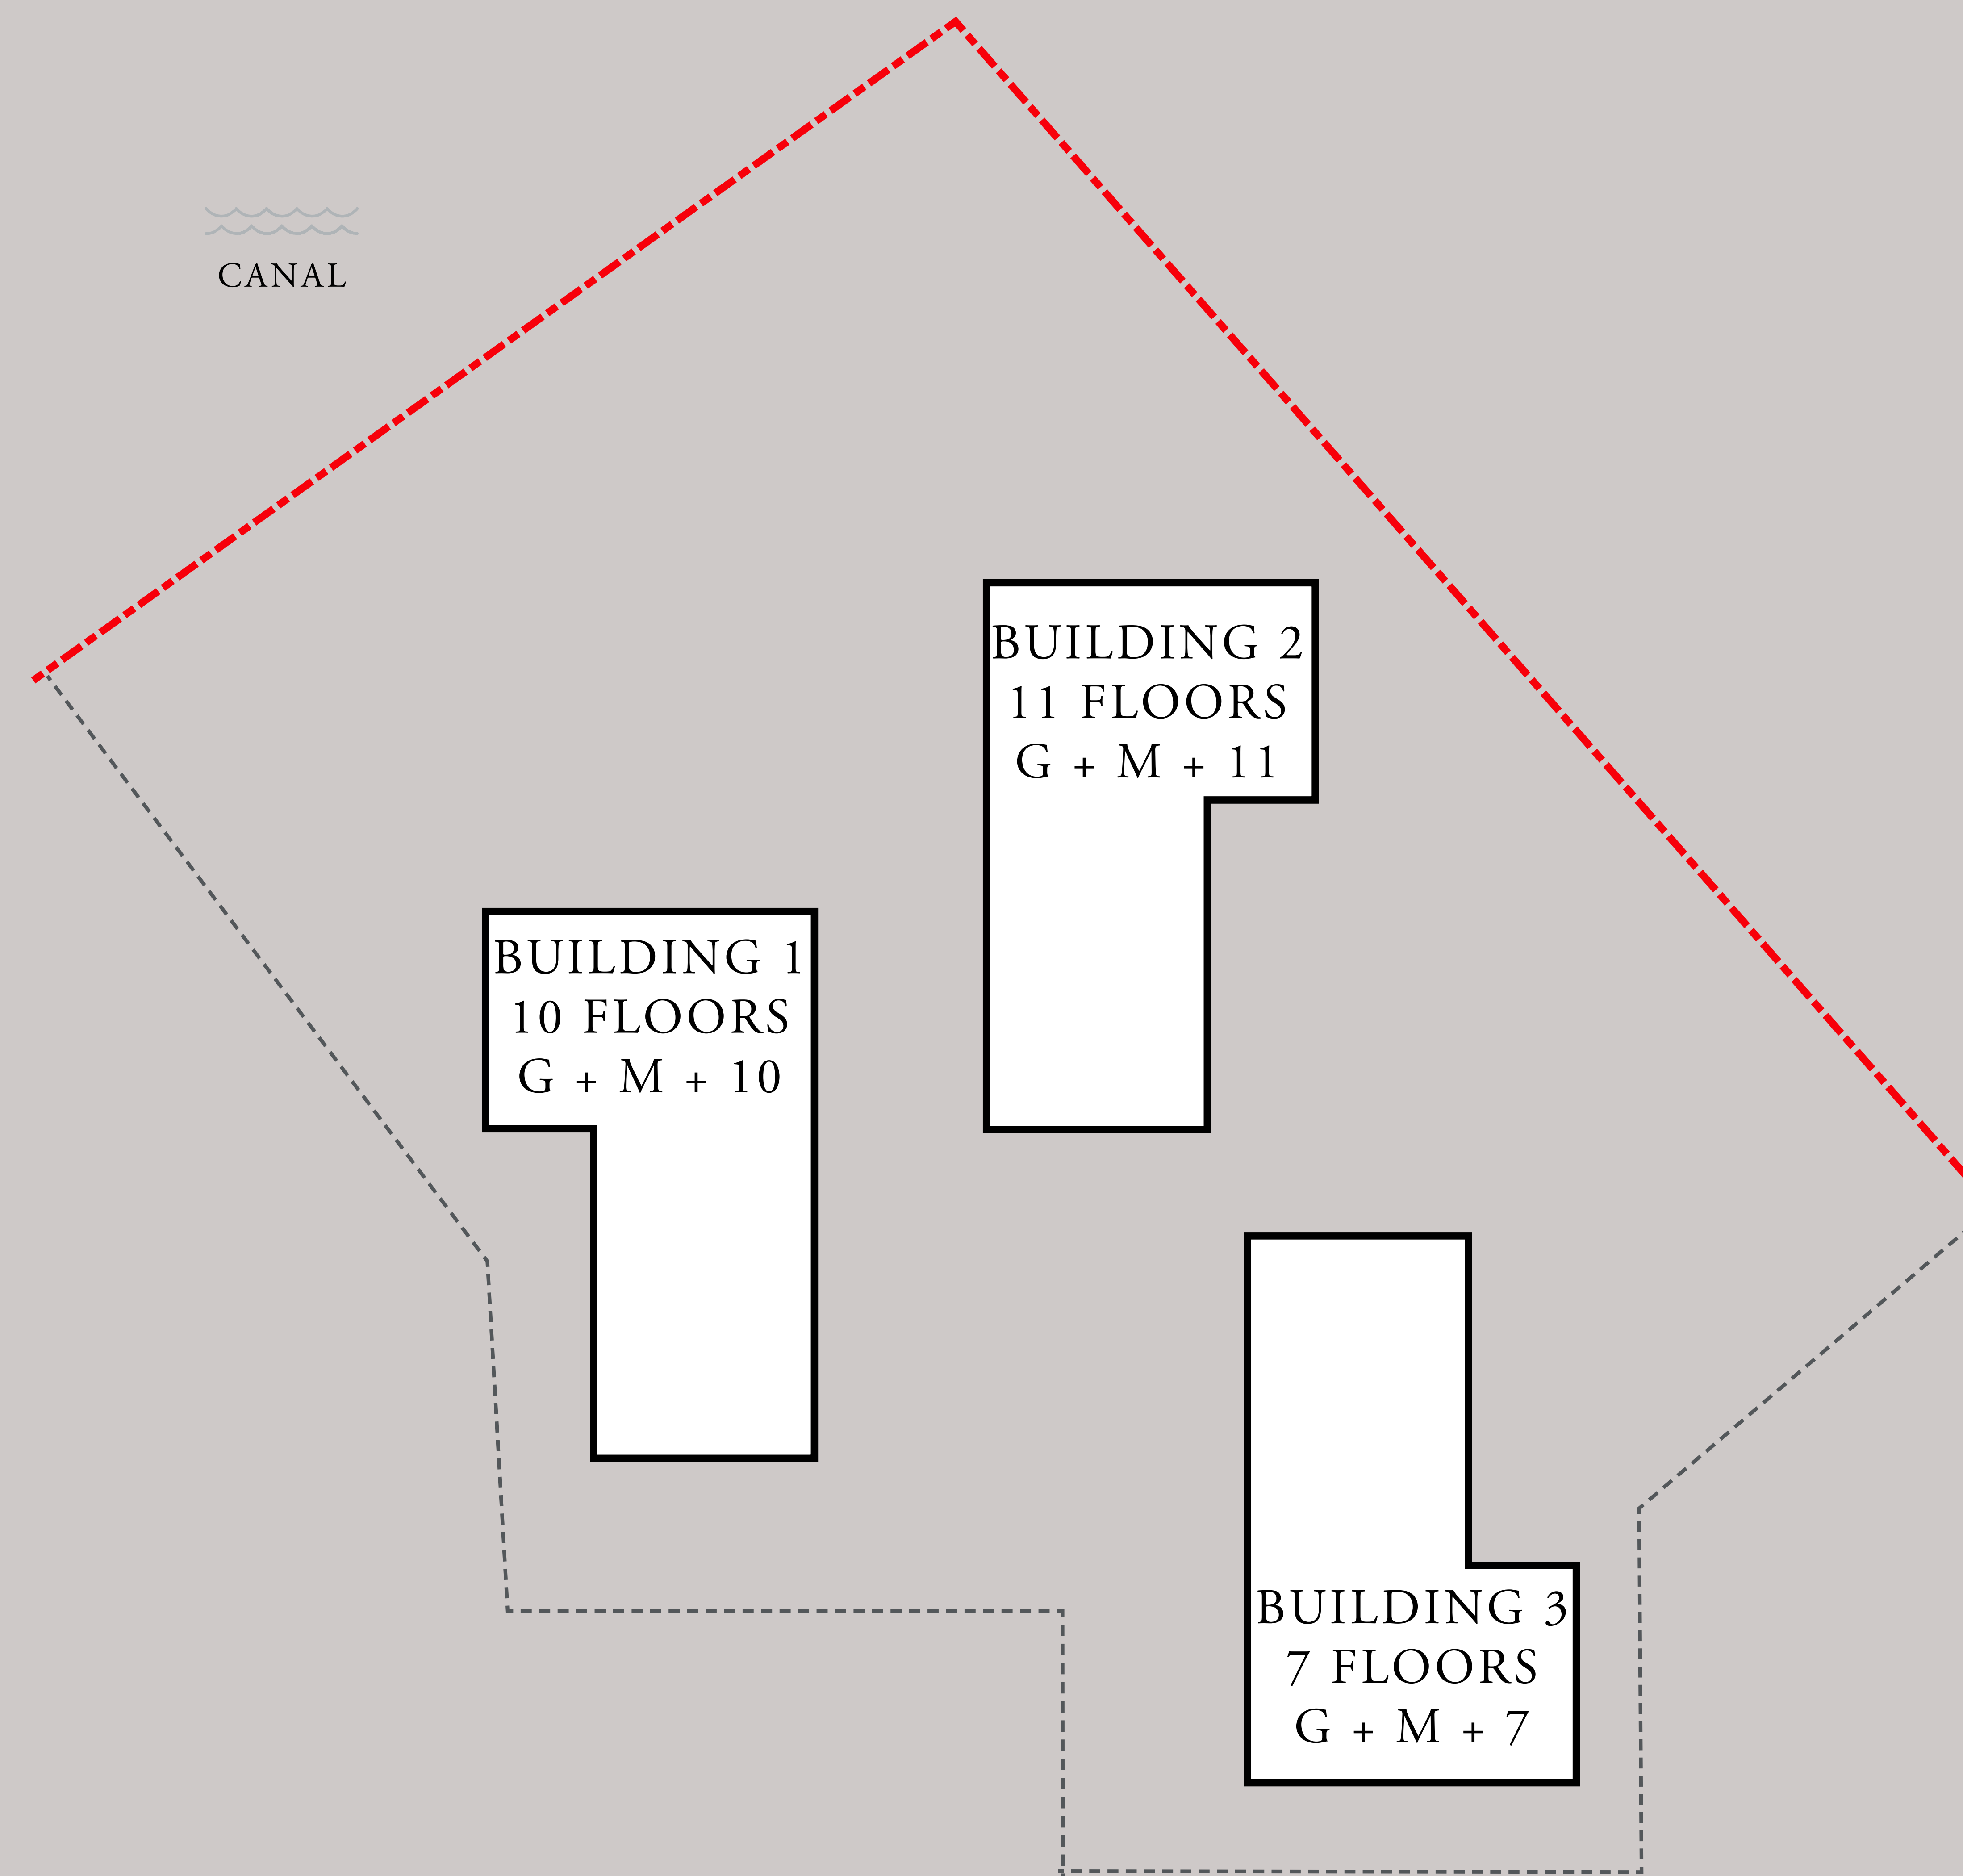 CANAL
BUILDING 2
11 FLOORS
G + M + 11
BUILDING 1
10 FLOORS
G + M + 10
BUILDING 3
7 FLOORS
G + M + 7